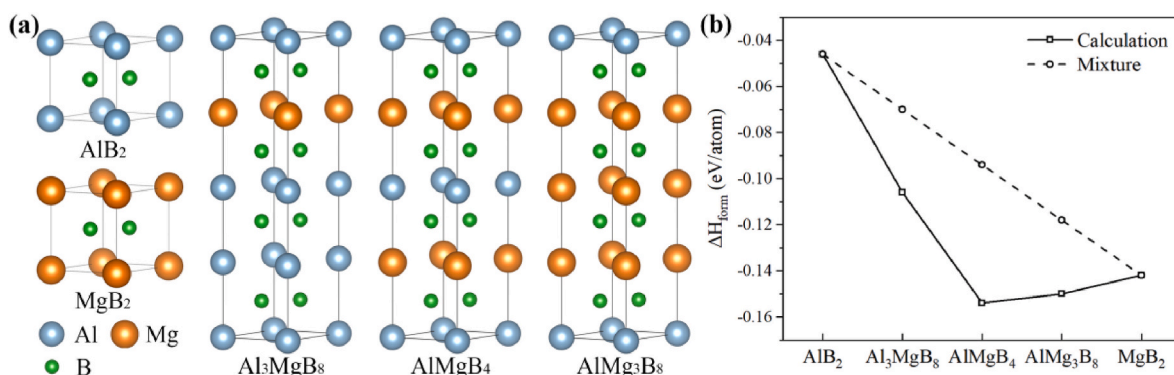 (a)
AlB₂
MgB₂
Al
Mg
B
Al₃MgB₈
AlMgB₄
AlMg₃B₈
(b)
Calculation
Mixture
ΔH_form (eV/atom)
-0.04
-0.06
-0.08
-0.10
-0.12
-0.14
-0.16
AlB₂
Al₃MgB₈
AlMgB₄
AlMg₃B₈
MgB₂